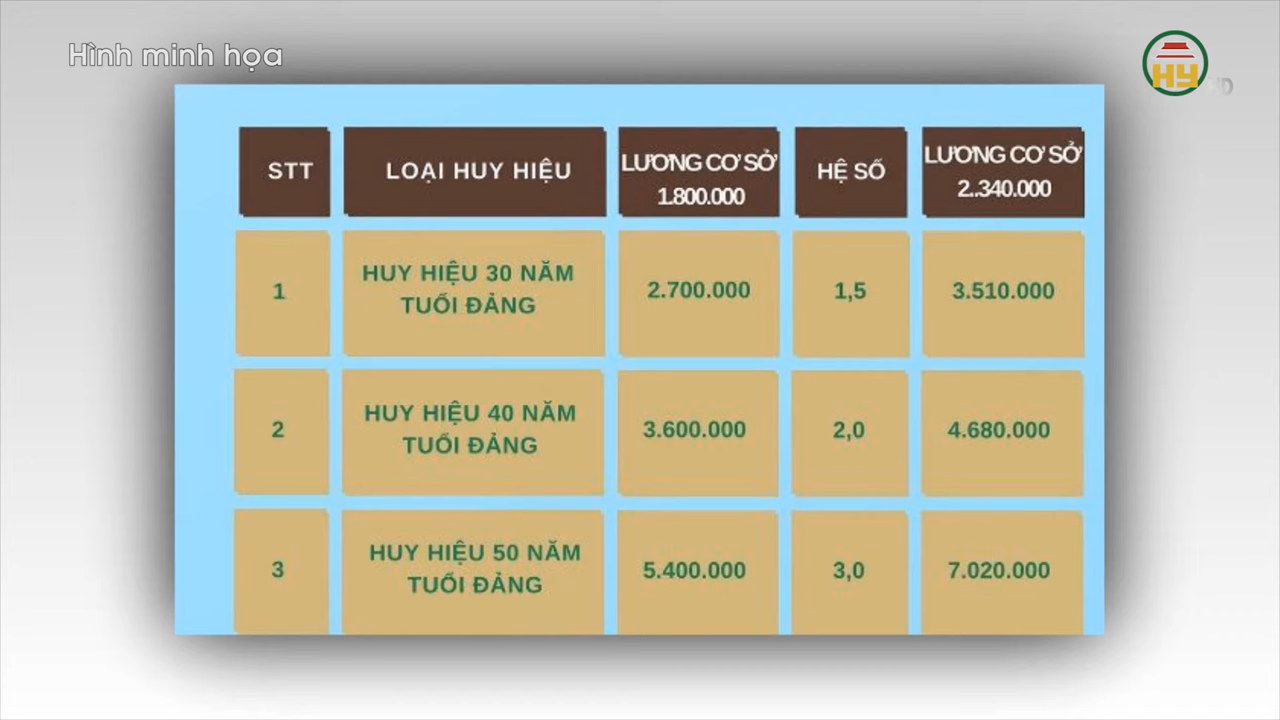 Hình minh họa
HY
HD
STT
LOẠI HUY HIỆU
LƯƠNG CƠ SỞ
1.800.000
HỆ SỐ
LƯƠNG CƠ SỞ
2..340.000
1
HUY HIỆU 30 NĂM
TUỔI ĐẢNG
2.700.000
1,5
3.510.000
2
HUY HIỆU 40 NĂM
TUỔI ĐẢNG
3.600.000
2,0
4.680.000
3
HUY HIỆU 50 NĂM
TUỔI ĐẢNG
5.400.000
3,0
7.020.000